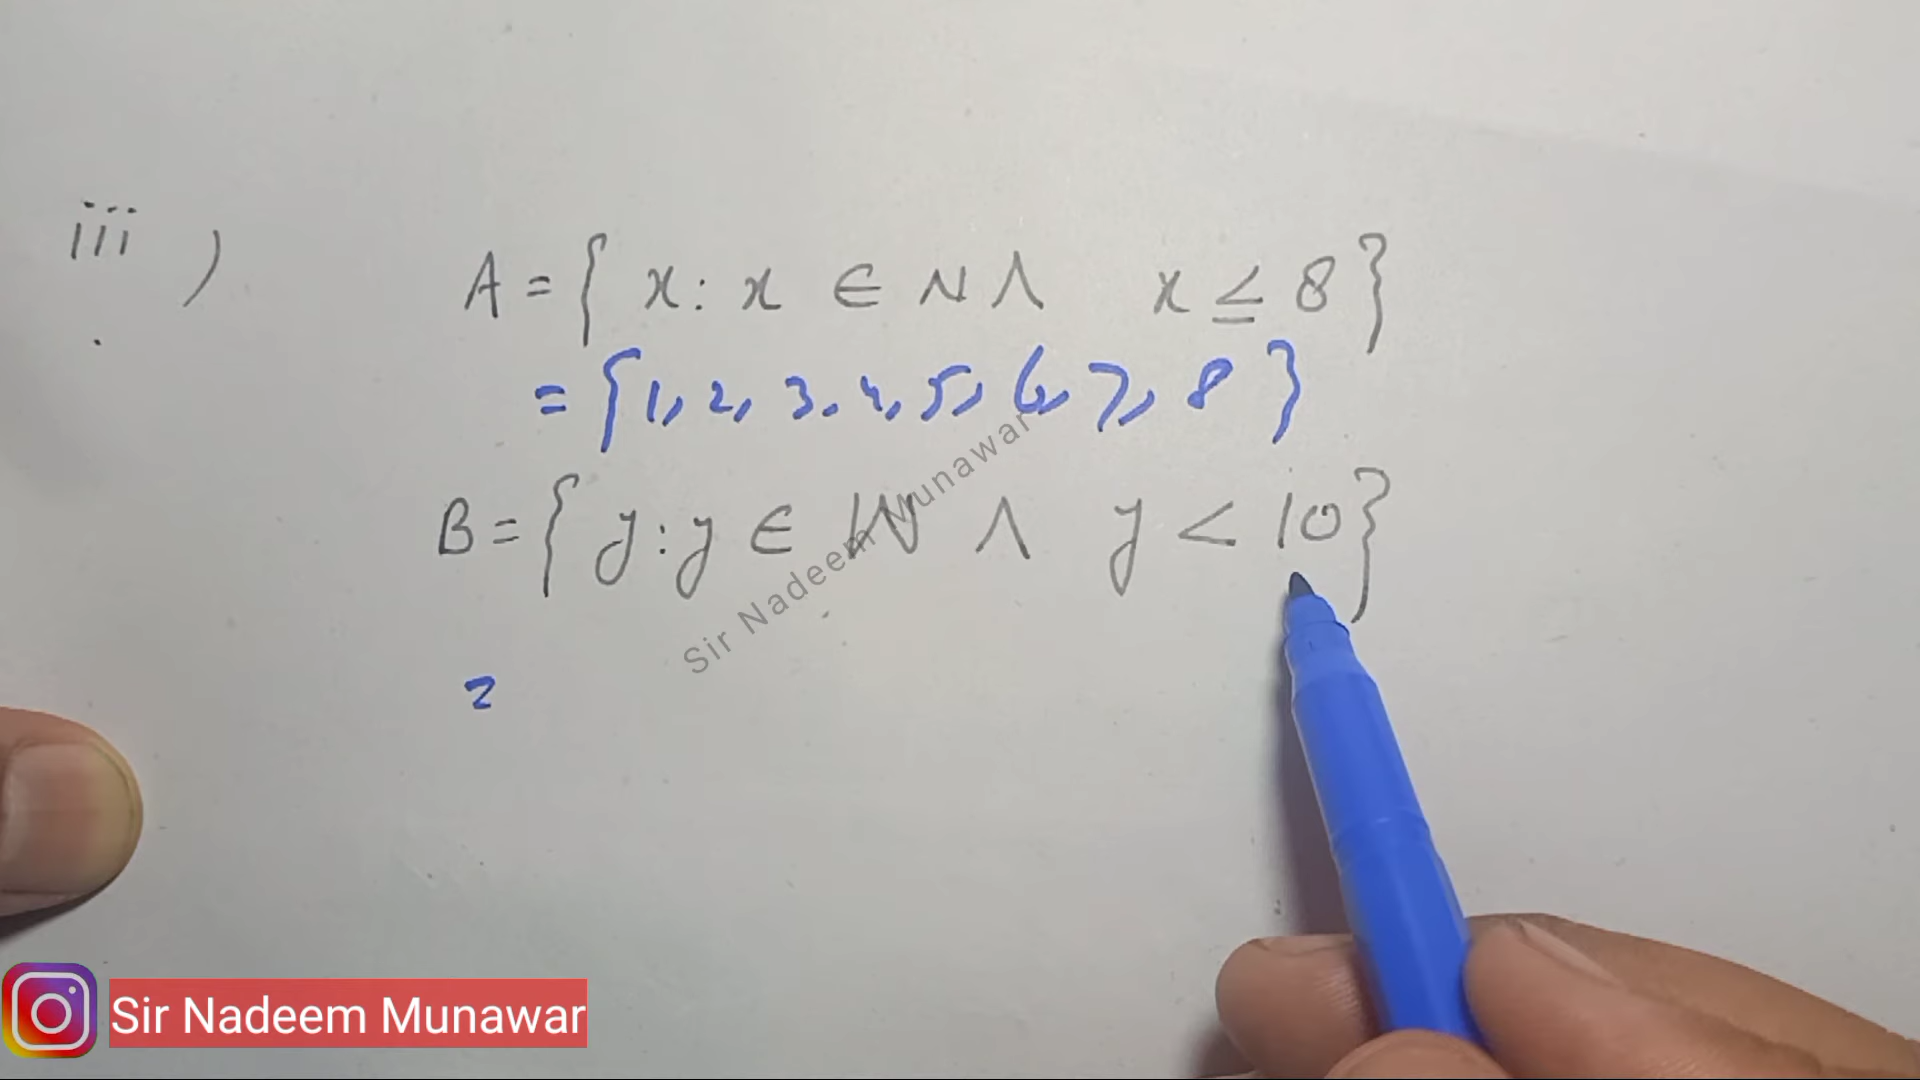 iii)
A = { x : x ∈ N ∧ x ≤ 8 }
= { 1, 2, 3, 4, 5, 6, 7, 8 }
B = { y : y ∈ W ∧ y < 10 }
=
Sir Nadeem Munawar
Sir Nadeem Munawar